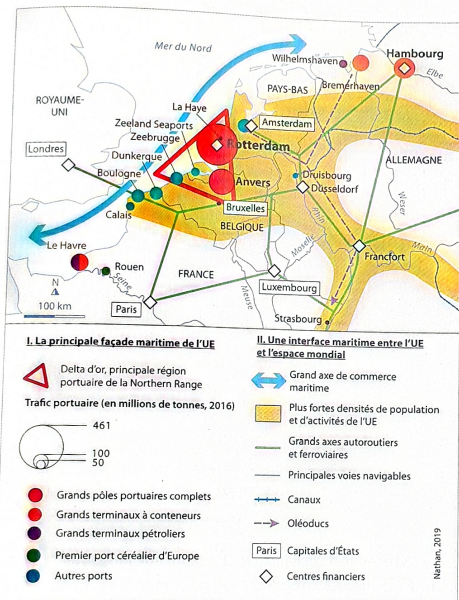 Mer du Nord
Wilhelmshaven
Hambourg
Bremerhaven
Elbe
ROYAUME-
UNI
PAYS-BAS
La Haye
Zeeland Seaports
Zeebrugge
Amsterdam
Rotterdam
Londres
Dunkerque
ALLEMAGNE
Boulogne
Anvers
Druisbourg
Düsseldorf
Weser
Calais
Bruxelles
Rhin
BELGIQUE
Le Havre
Moselle
Francfort
Main
Rouen
Seine
FRANCE
N
100 km
Paris
Meuse
Luxembourg
Strasbourg
I. La principale façade maritime de l'UE
Delta d'or, principale région
portuaire de la Northern Range
Trafic portuaire (en millions de tonnes, 2016)
461
100
50
Grands pôles portuaires complets
Grands terminaux à conteneurs
Grands terminaux pétroliers
Premier port céréalier d'Europe
Autres ports
II. Une interface maritime entre l'UE
et l'espace mondial
Grand axe de commerce
maritime
Plus fortes densités de population
et d'activités de l'UE
Grands axes autoroutiers
et ferroviaires
Principales voies navigables
Canaux
Oléoducs
Paris
Capitales d'États
Centres financiers
Nathan, 2019